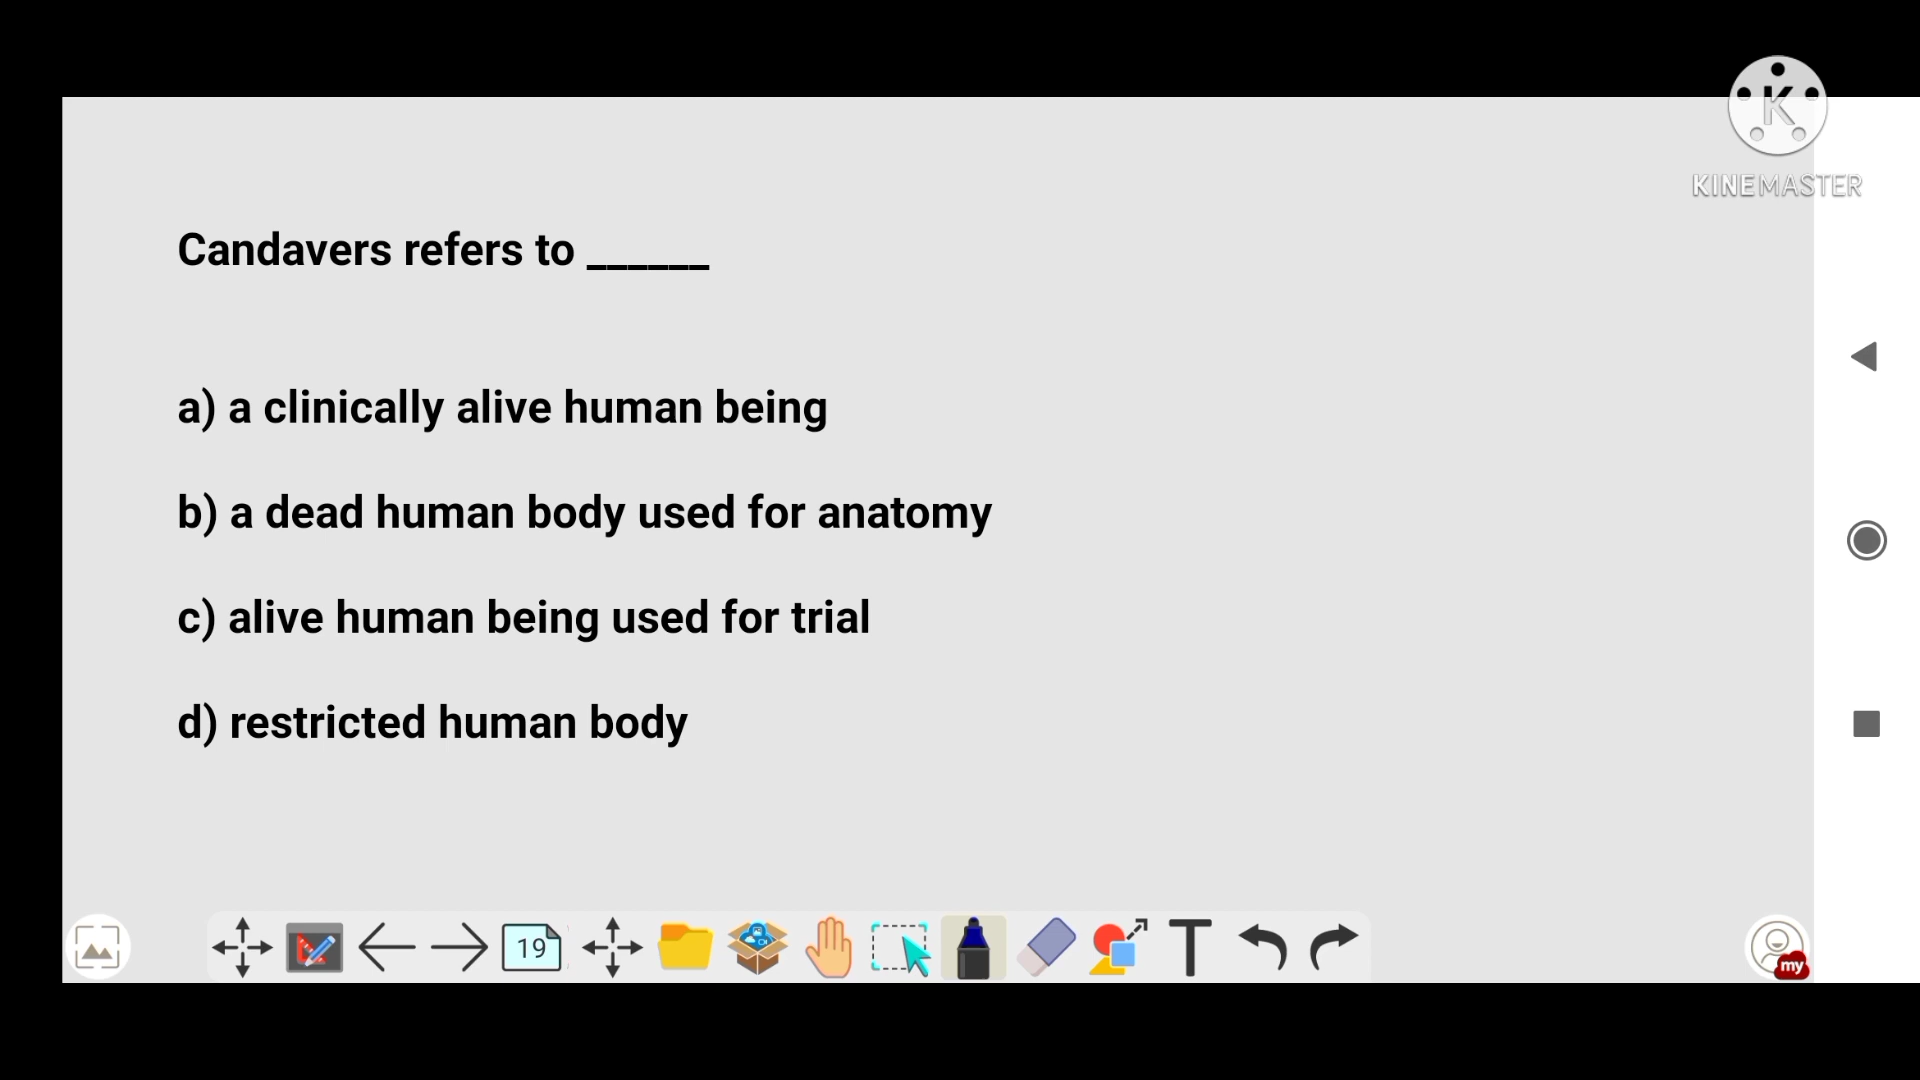 K
KINEMASTER
Candavers refers to ______
a) a clinically alive human being
b) a dead human body used for anatomy
c) alive human being used for trial
d) restricted human body
19
T
my